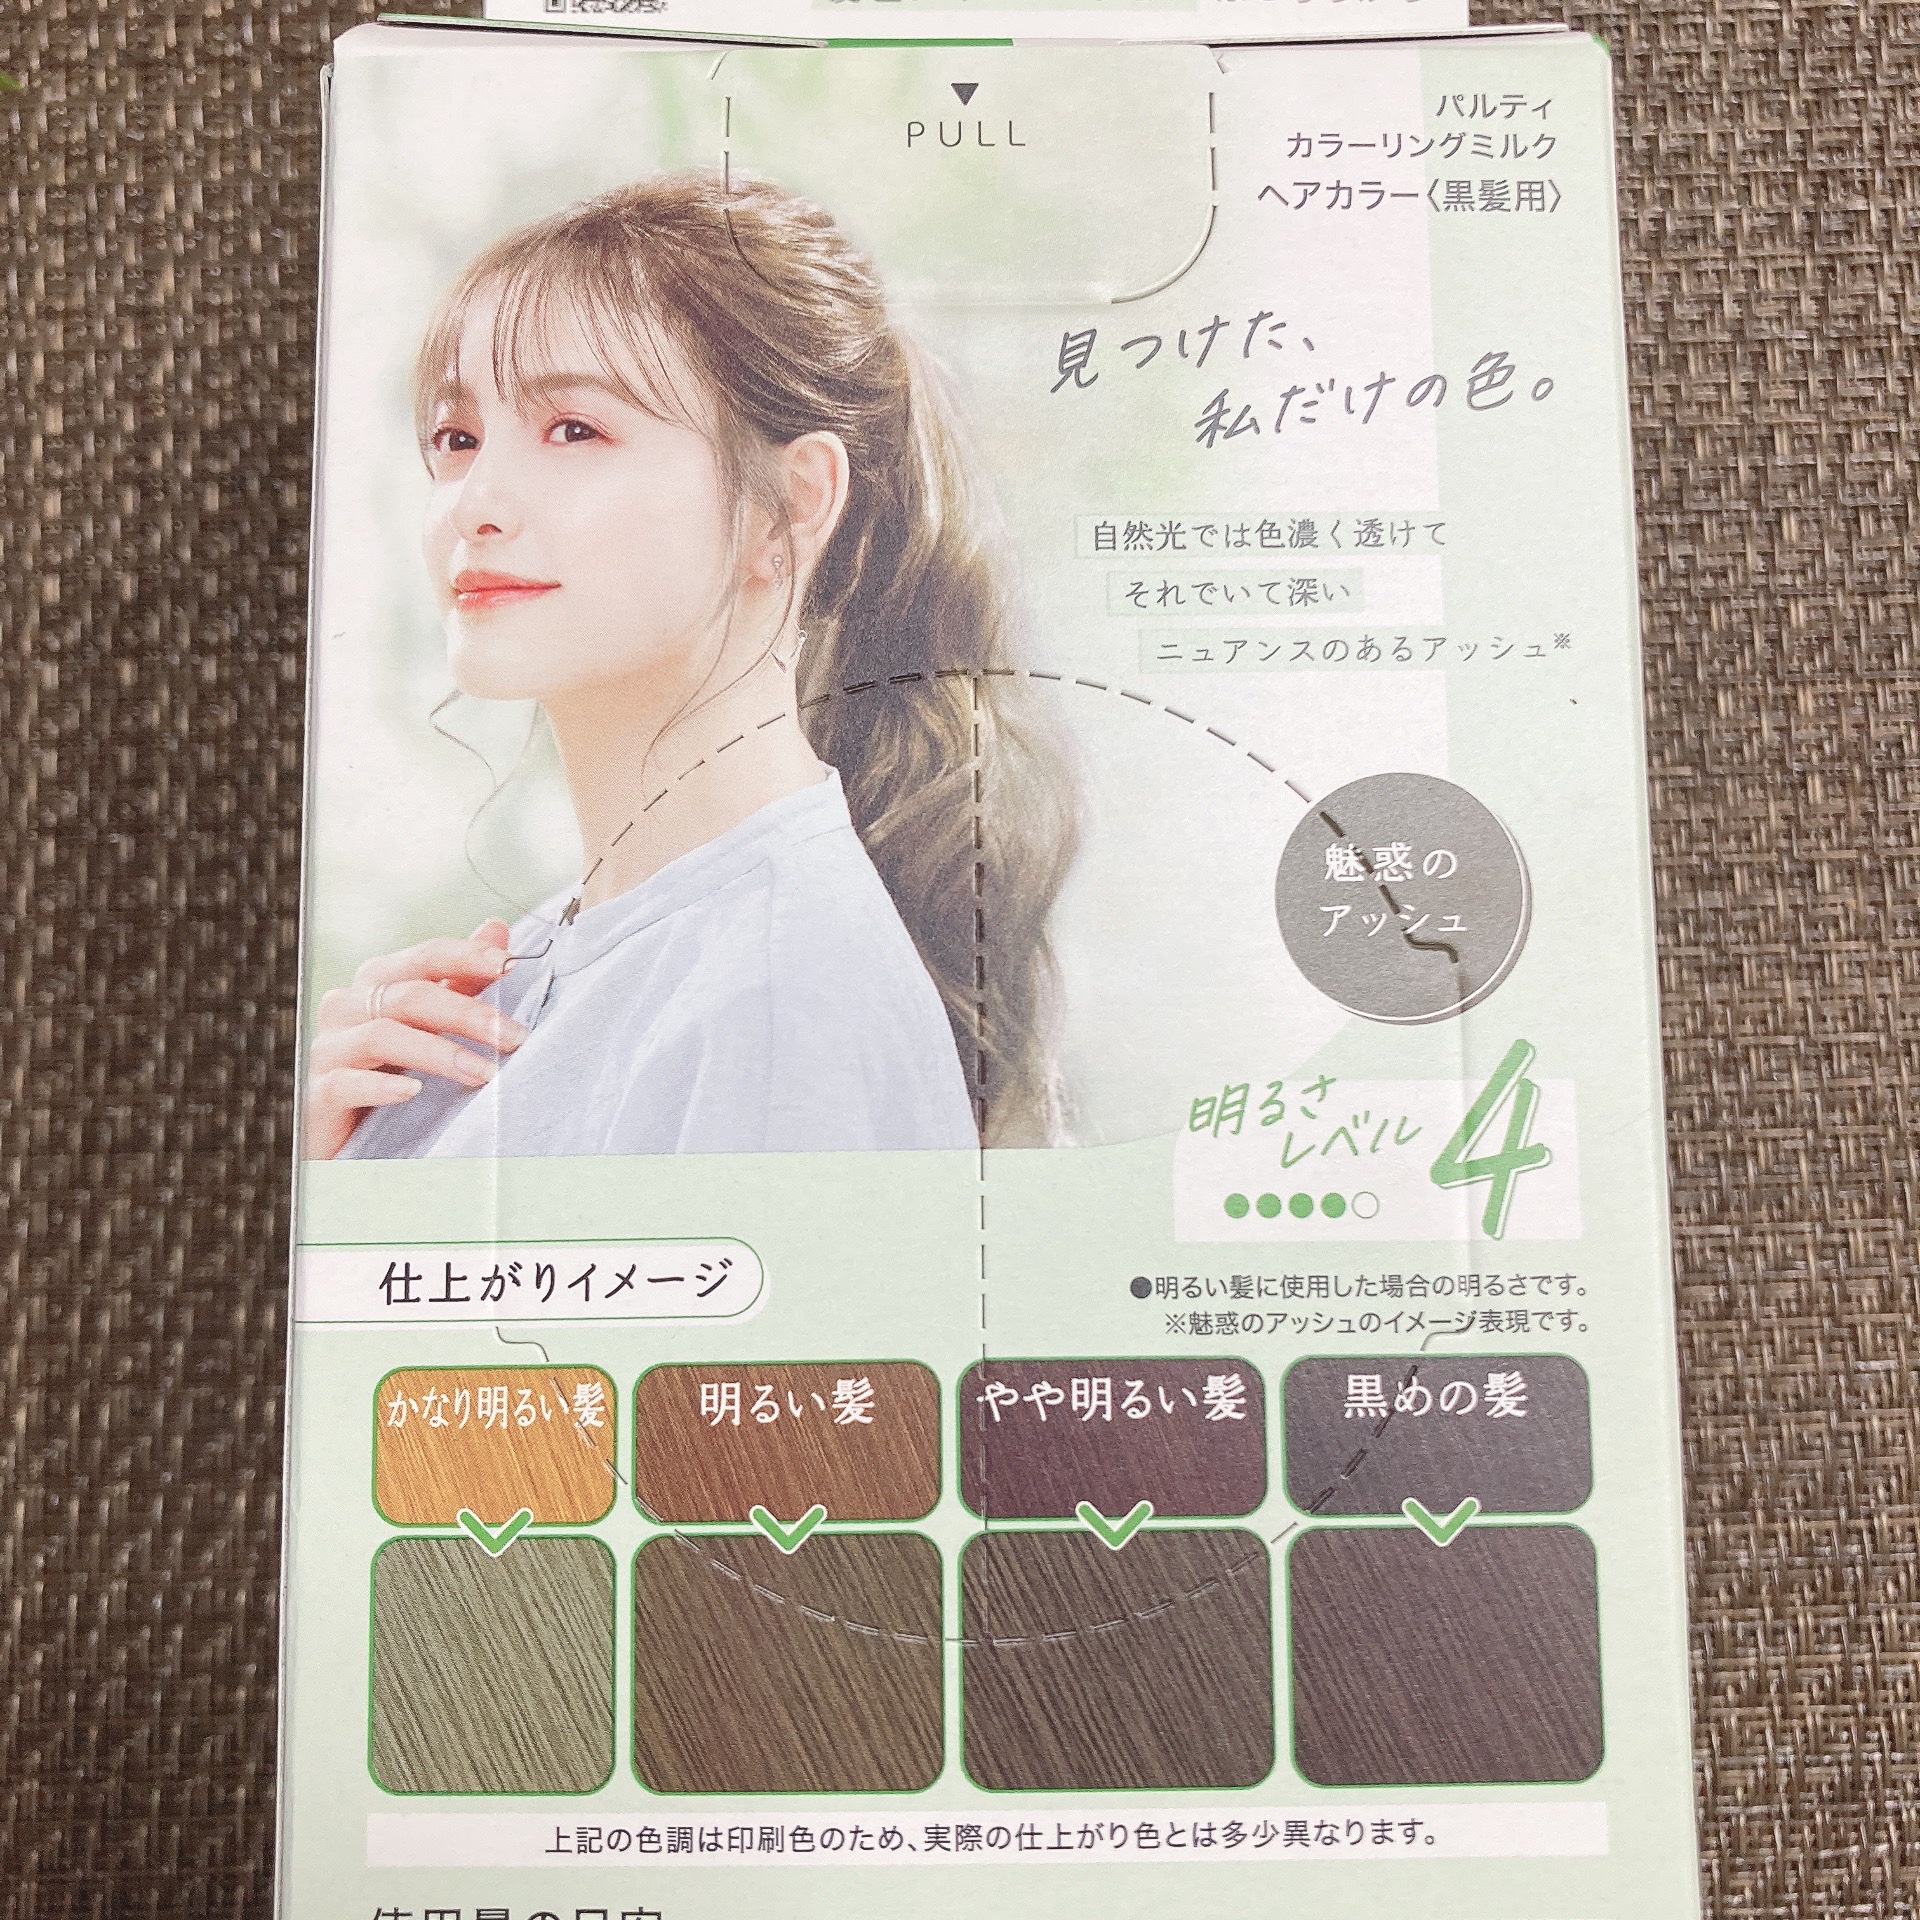 PULL
パルティ
カラーリングミルク
ヘアカラー〈黒髪用〉
見つけた、
私だけの色。
自然光では色濃く透けて
それでいて深い
ニュアンスのあるアッシュ※
魅惑の
アッシュ
明るさ
レベル
4
仕上がりイメージ
●明るい髪に使用した場合の明るさです。
※魅惑のアッシュのイメージ表現です。
かなり明るい髪
明るい髪
やや明るい髪
黒めの髪
上記の色調は印刷色のため、実際の仕上がり色とは多少異なります。